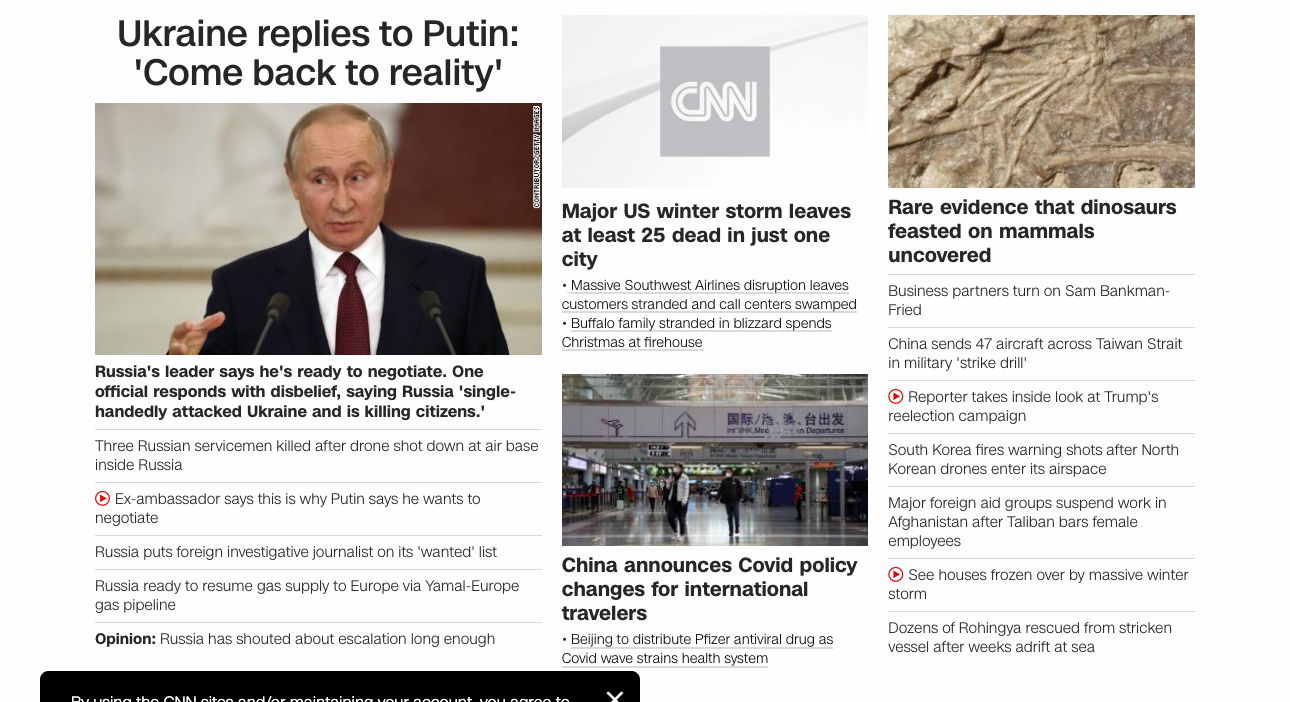 Ukraine replies to Putin:
'Come back to reality'
CONTRIBUTOR/GETTY IMAGES
Russia's leader says he's ready to negotiate. One
official responds with disbelief, saying Russia 'single-
handedly attacked Ukraine and is killing citizens.'
Three Russian servicemen killed after drone shot down at air base
inside Russia
Ex-ambassador says this is why Putin says he wants to
negotiate
Russia puts foreign investigative journalist on its 'wanted' list
Russia ready to resume gas supply to Europe via Yamal-Europe
gas pipeline
Opinion: Russia has shouted about escalation long enough
CNN
Major US winter storm leaves
at least 25 dead in just one
city
• Massive Southwest Airlines disruption leaves
customers stranded and call centers swamped
• Buffalo family stranded in blizzard spends
Christmas at firehouse
国际/港、澳、台出发
Departures
China announces Covid policy
changes for international
travelers
• Beijing to distribute Pfizer antiviral drug as
Covid wave strains health system
Rare evidence that dinosaurs
feasted on mammals
uncovered
Business partners turn on Sam Bankman-
Fried
China sends 47 aircraft across Taiwan Strait
in military 'strike drill'
Reporter takes inside look at Trump's
reelection campaign
South Korea fires warning shots after North
Korean drones enter its airspace
Major foreign aid groups suspend work in
Afghanistan after Taliban bars female
employees
See houses frozen over by massive winter
storm
Dozens of Rohingya rescued from stricken
vessel after weeks adrift at sea
By using the CNN sites and/or maintaining your account, you agree to